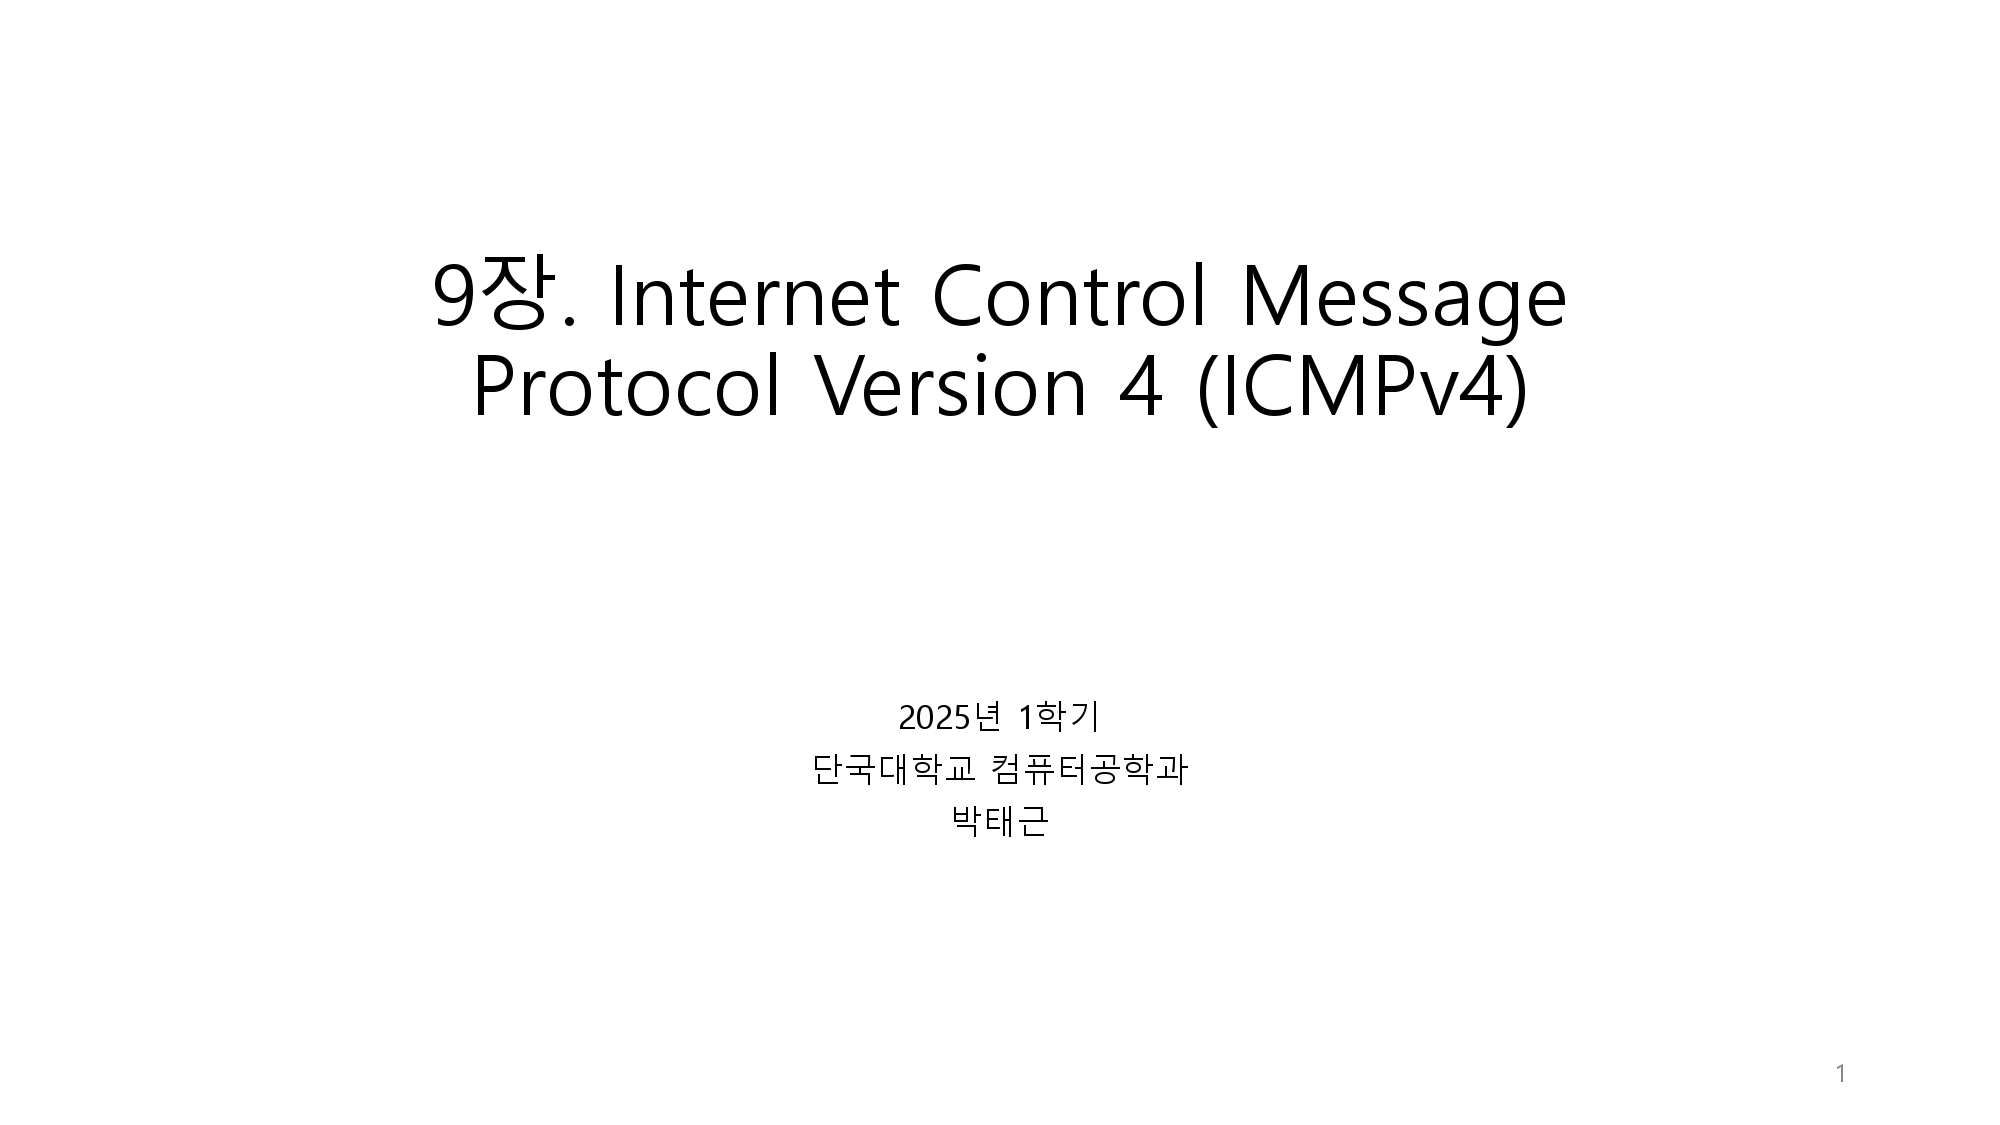 9장. Internet Control Message
Protocol Version 4 (ICMPv4)
2025년 1학기
단국대학교 컴퓨터공학과
박태근
1